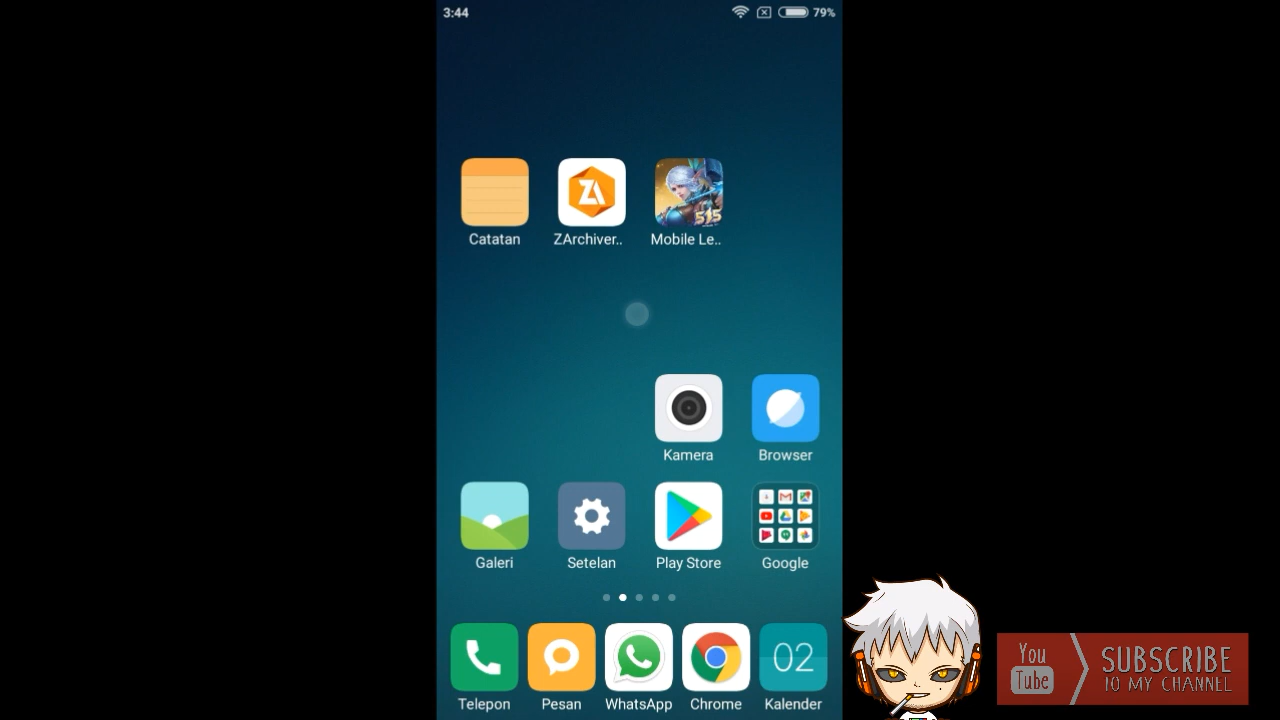 3:44
79%
515
Catatan
ZArchiver..
Mobile Le..
Kamera
Browser
Galeri
Setelan
Play Store
Google
02
Telepon
Pesan
WhatsApp
Chrome
Kalender
You
Tube
SUBSCRIBE
TO MY CHANNEL